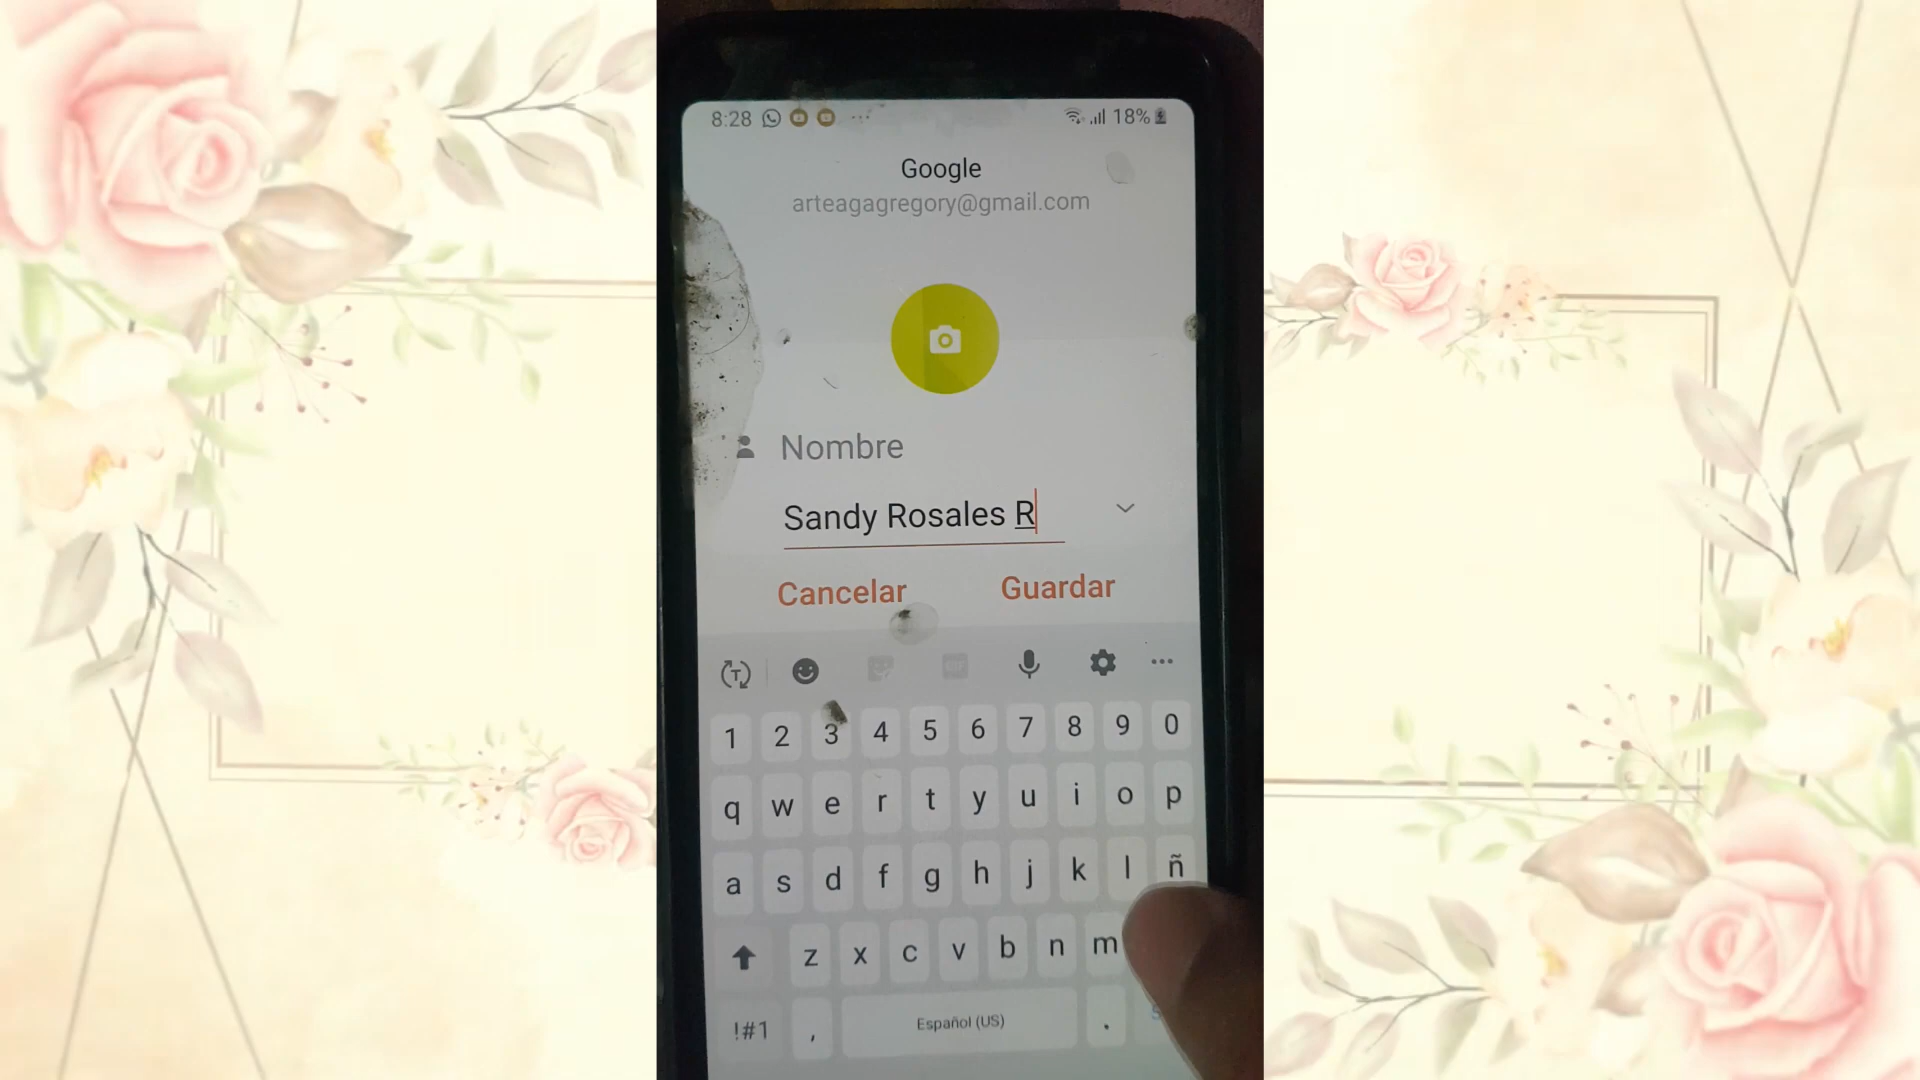 8:28 18%
Google
arteagagregory@gmail.com
Nombre
Sandy Rosales R
Cancelar Guardar
1 2 3 4 5 6 7 8 9 0
q w e r t y u i o p
a s d f g h j k l ñ
z x c v b n m
!#1 , Español (US) .